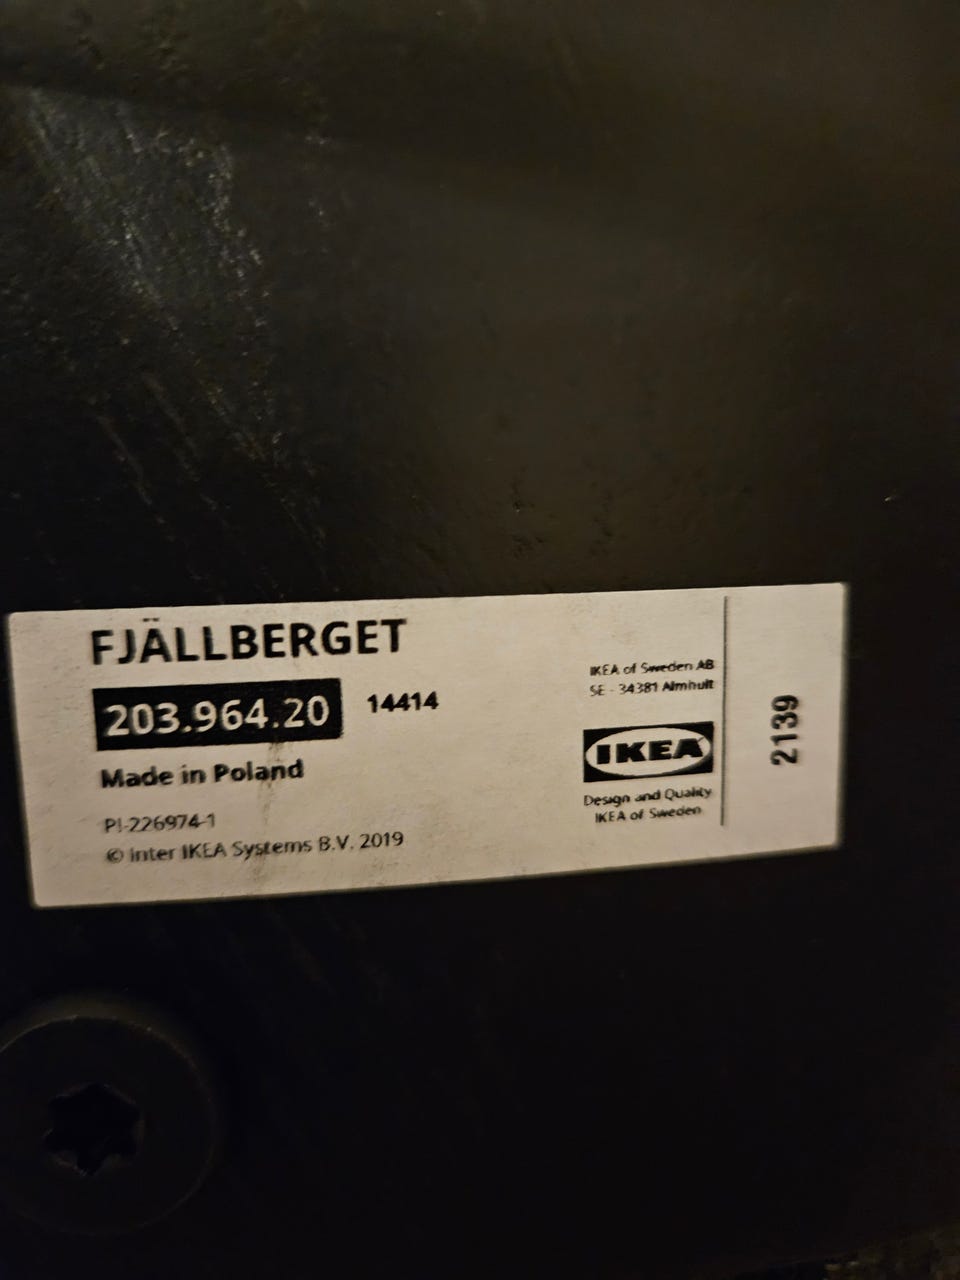 FJÄLLBERGET
203.964.20 14414
Made in Poland
PI-226974-1
© Inter IKEA Systems B.V. 2019
IKEA of Sweden AB
SE - 34381 Älmhult
IKEA
Design and Quality
IKEA of Sweden
2139